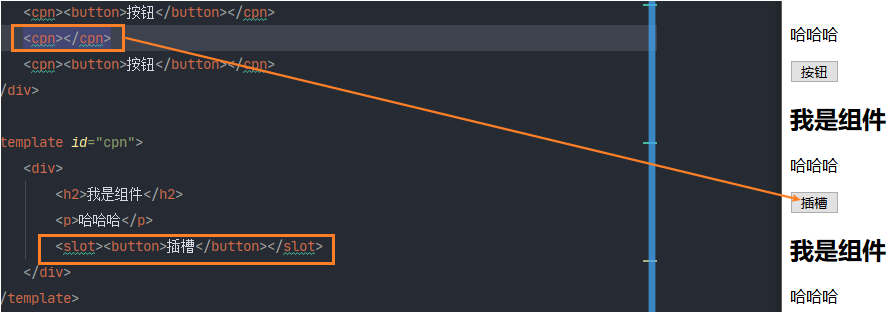 <cpn><button>按钮</button></cpn>
<cpn></cpn>
<cpn><button>按钮</button></cpn>
/div>
template id="cpn">
<div>
<h2>我是组件</h2>
<p>哈哈哈</p>
<slot><button>插槽</button></slot>
</div>
/template>
哈哈哈
按钮
我是组件
哈哈哈
插槽
我是组件
哈哈哈